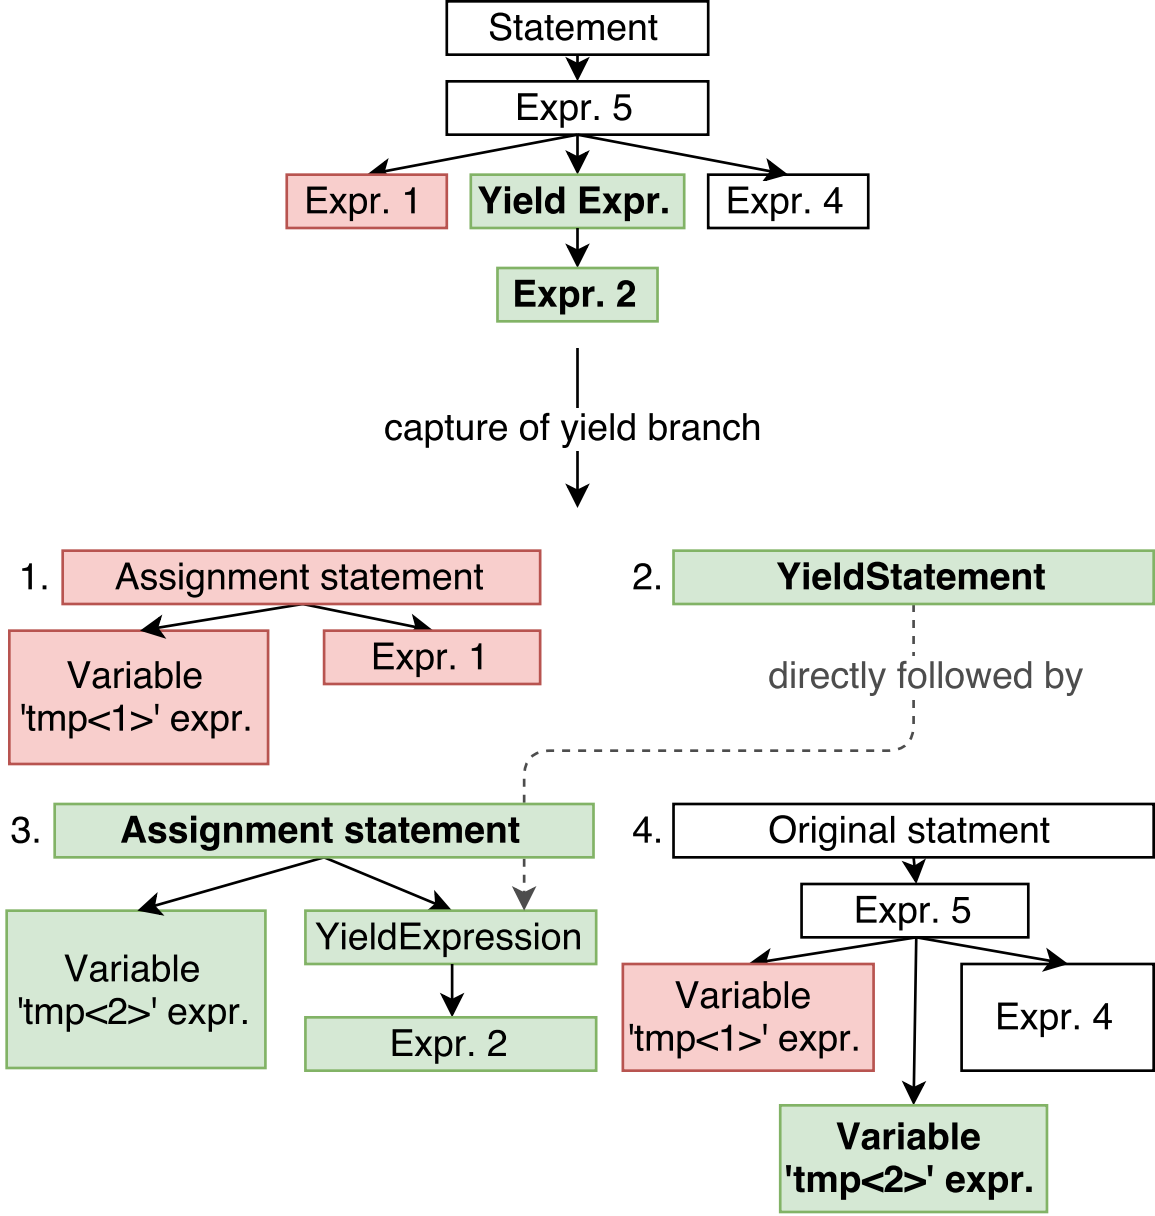 Statement
Expr. 5
Expr. 1
Yield Expr.
Expr. 4
Expr. 2
capture of yield branch
1.
Assignment statement
Variable
'tmp<1>' expr.
Expr. 1
2.
YieldStatement
directly followed by
3.
Assignment statement
Variable
'tmp<2>' expr.
YieldExpression
Expr. 2
4.
Original statment
Expr. 5
Variable
'tmp<1>' expr.
Expr. 4
Variable
'tmp<2>' expr.